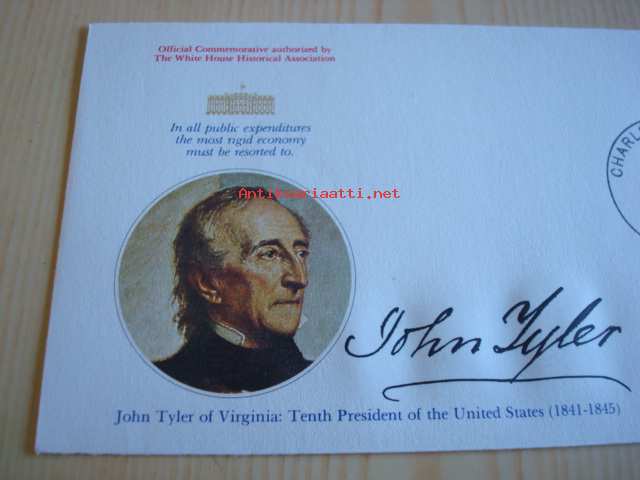 Official Commemorative authorized by
The White House Historical Association
In all public expenditures
the most rigid economy
must be resorted to.
CHARL
Antikvariaatti.net
John Tyler
John Tyler of Virginia: Tenth President of the United States (1841-1845)